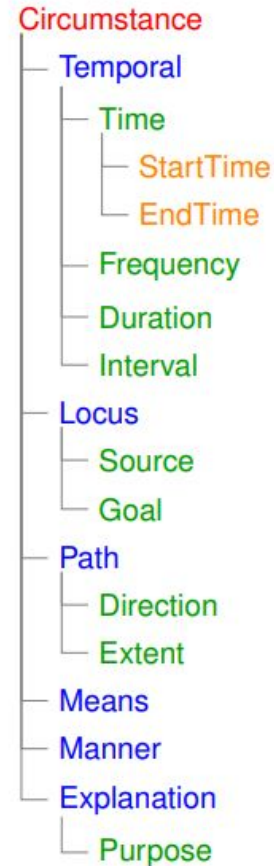 Circumstance
Temporal
Time
StartTime
EndTime
Frequency
Duration
Interval
Locus
Source
Goal
Path
Direction
Extent
Means
Manner
Explanation
Purpose